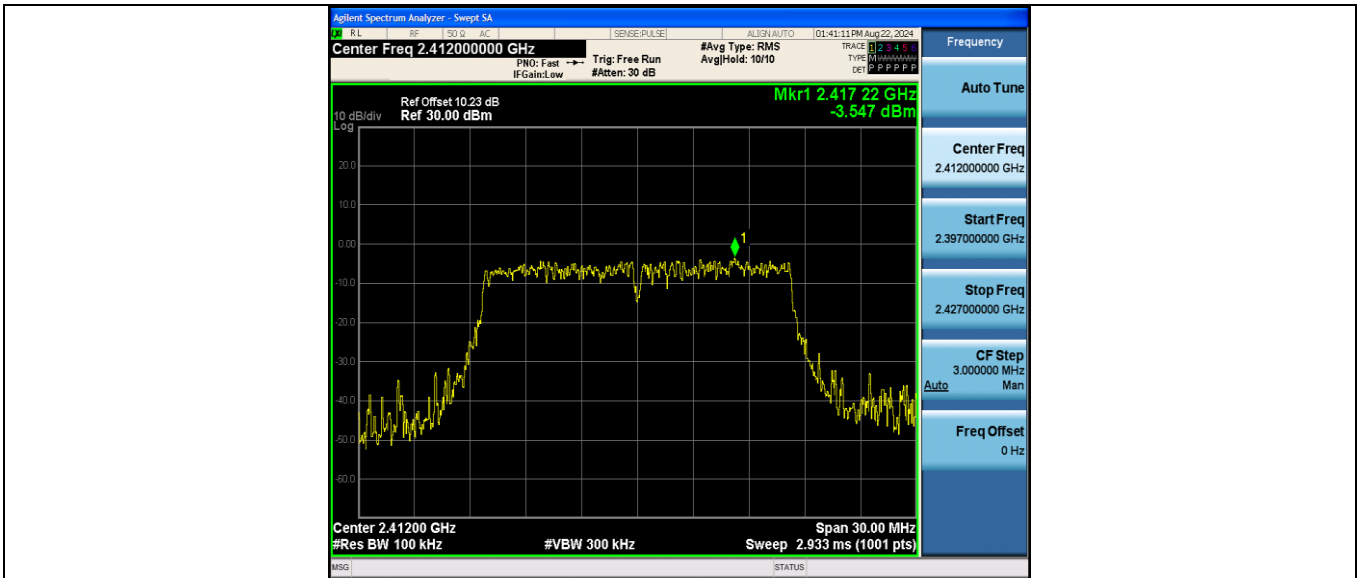 Agilent Spectrum Analyzer - Swept SA
LXI RL RF 50 Ω AC SENSE:PULSE ALIGN AUTO 01:41:11 PM Aug 22, 2024
Center Freq 2.412000000 GHz
PNO: Fast
IFGain:Low
Trig: Free Run
#Atten: 30 dB
#Avg Type: RMS
Avg|Hold: 10/10
TRACE 1 2 3 4 5 6
TYPE M
DET P P P P P P
Frequency
Auto Tune
Center Freq
2.412000000 GHz
Start Freq
2.397000000 GHz
Stop Freq
2.427000000 GHz
CF Step
3.000000 MHz
Auto Man
Freq Offset
0 Hz
Mkr1 2.417 22 GHz
-3.547 dBm
Ref Offset 10.23 dB
10 dB/div Ref 30.00 dBm
Log
20.0
10.0
0.00
-10.0
-20.0
-30.0
-40.0
-50.0
-60.0
1
Center 2.41200 GHz Span 30.00 MHz
#Res BW 100 kHz #VBW 300 kHz Sweep 2.933 ms (1001 pts)
MSG STATUS